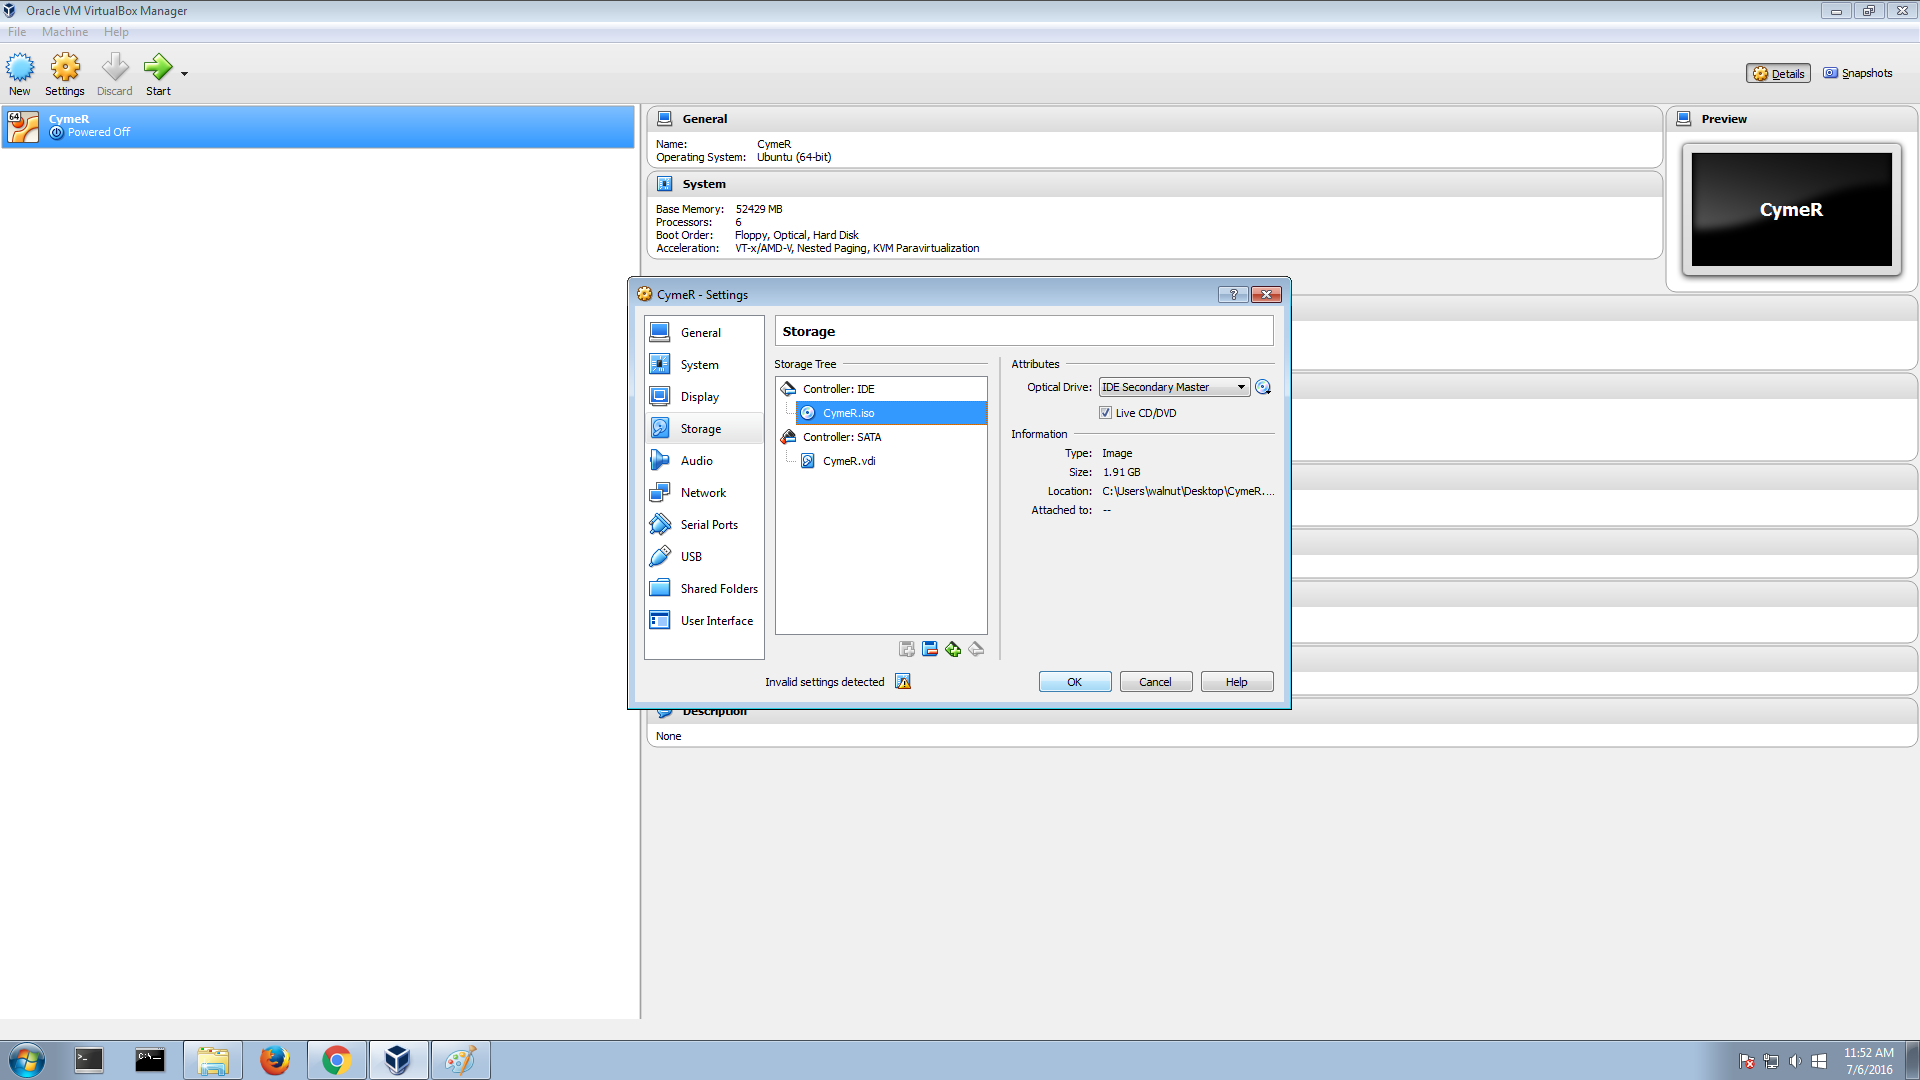 Oracle VM VirtualBox Manager
File Machine Help
New Settings Discard Start
Details Snapshots
64
CymeR
Powered Off
General
Name: CymeR
Operating System: Ubuntu (64-bit)
System
Base Memory: 52429 MB
Processors: 6
Boot Order: Floppy, Optical, Hard Disk
Acceleration: VT-x/AMD-V, Nested Paging, KVM Paravirtualization
Preview
CymeR
CymeR - Settings
General
System
Display
Storage
Audio
Network
Serial Ports
USB
Shared Folders
User Interface
Storage
Storage Tree
Controller: IDE
CymeR.iso
Controller: SATA
CymeR.vdi
Attributes
Optical Drive: IDE Secondary Master
Live CD/DVD
Information
Type: Image
Size: 1.91 GB
Location: C:\Users\walnut\Desktop\CymeR....
Attached to: --
Invalid settings detected
OK Cancel Help
Description
None
11:52 AM
7/6/2016